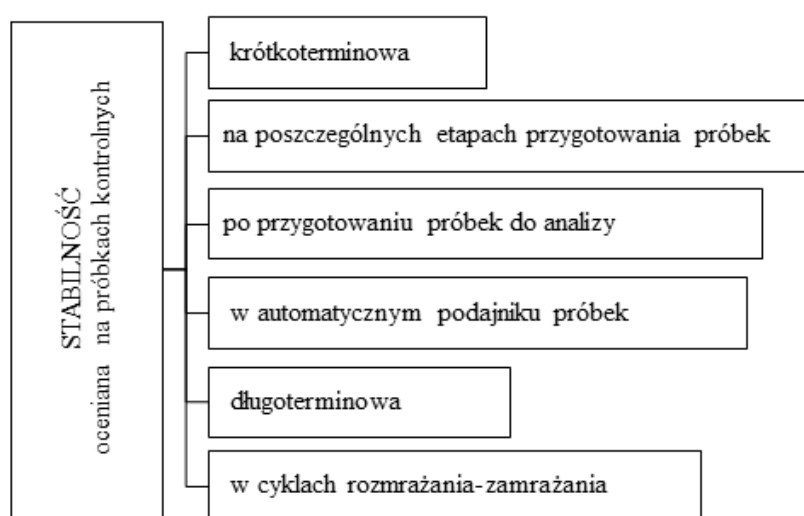 STABILNOŚĆ
oceniana na próbkach kontrolnych
krótkoterminowa
na poszczególnych etapach przygotowania próbek
po przygotowaniu próbek do analizy
w automatycznym podajniku próbek
długoterminowa
w cyklach rozmrażania-zamrażania